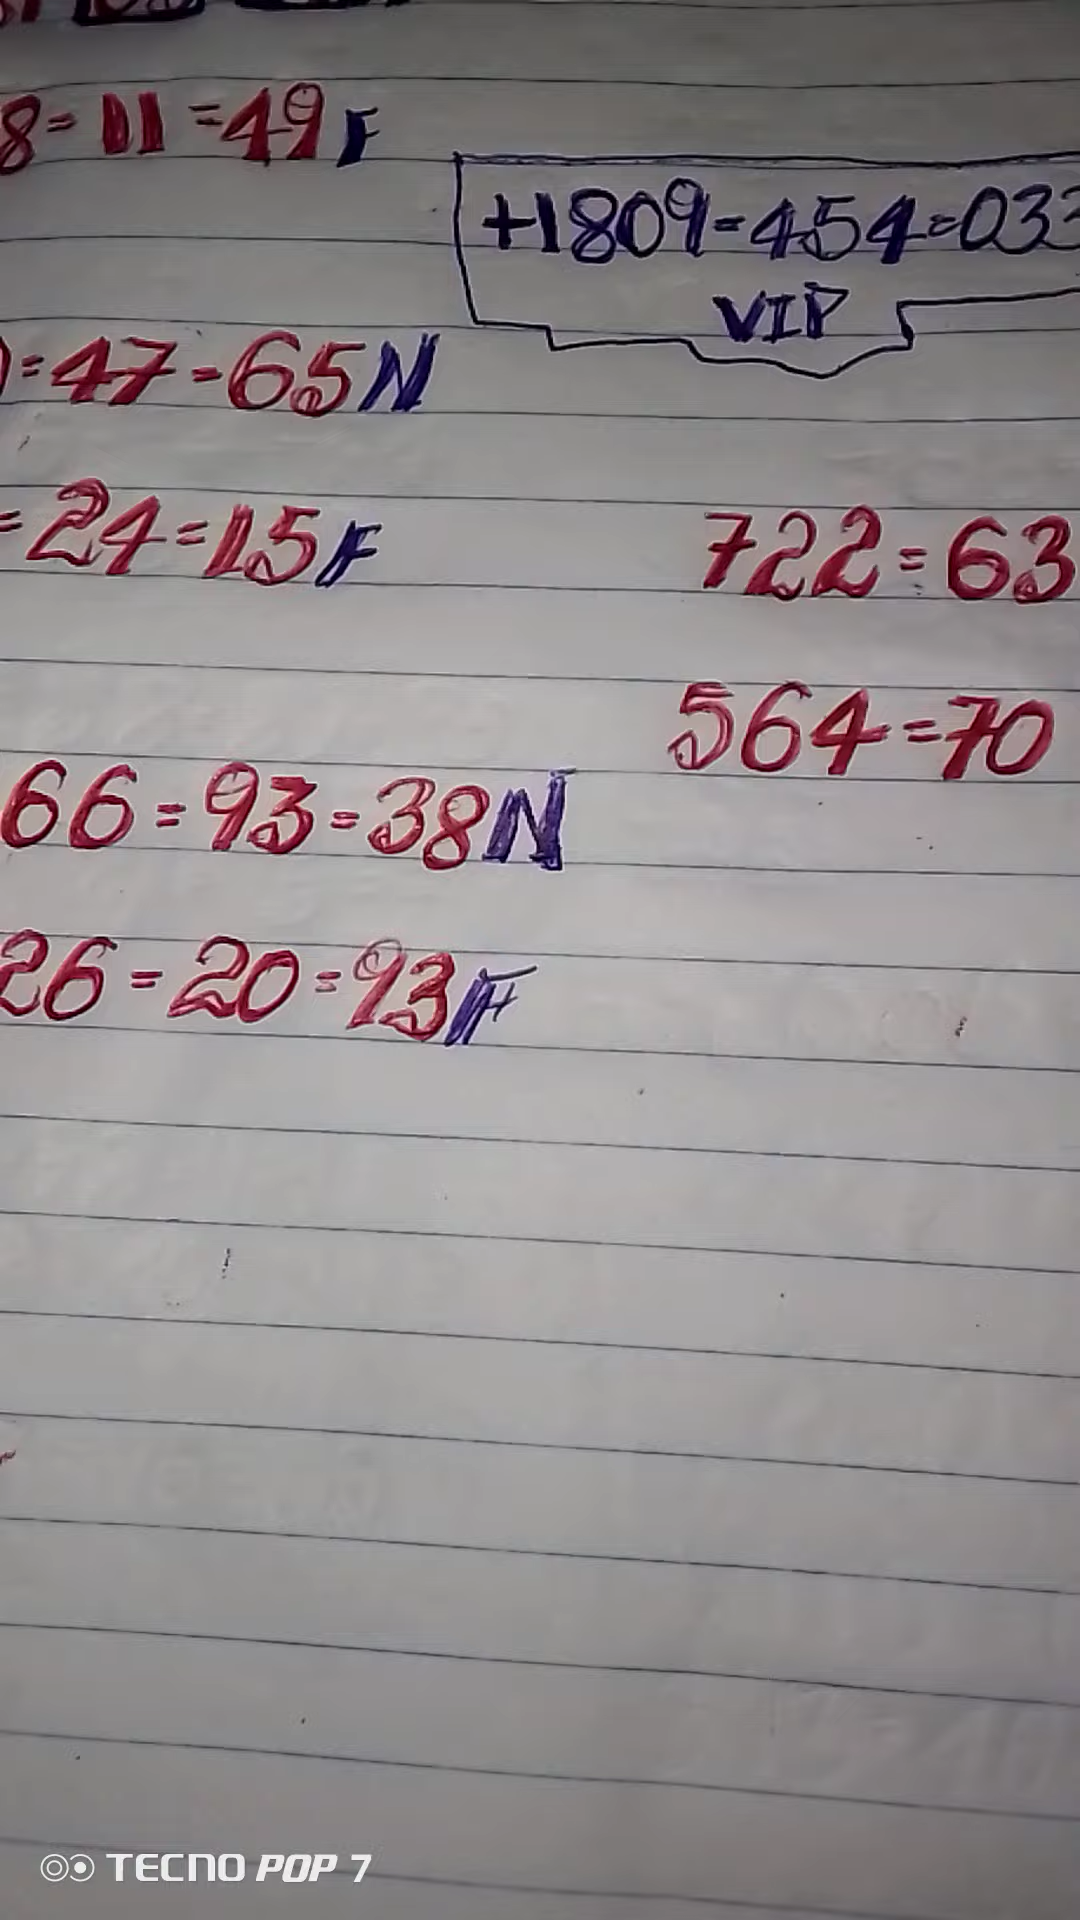 8= 11 =49 F
+1809=454=033
VIP
=47-65N
=24=15F
722=63
564=70
66=93=38N
26=20=93F
TECNO POP 7